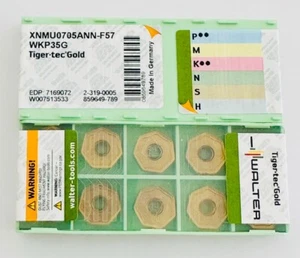 XNMU0705ANN-F57
WKP35G
Tiger·tec® Gold
EDP 7169072
2-319-0005
W007513533
859649-789
Made in Germany
P●●
M
K●●
N
S
H
WARNING!
walter-tools.com
Tiger·tec® Gold
WALTER